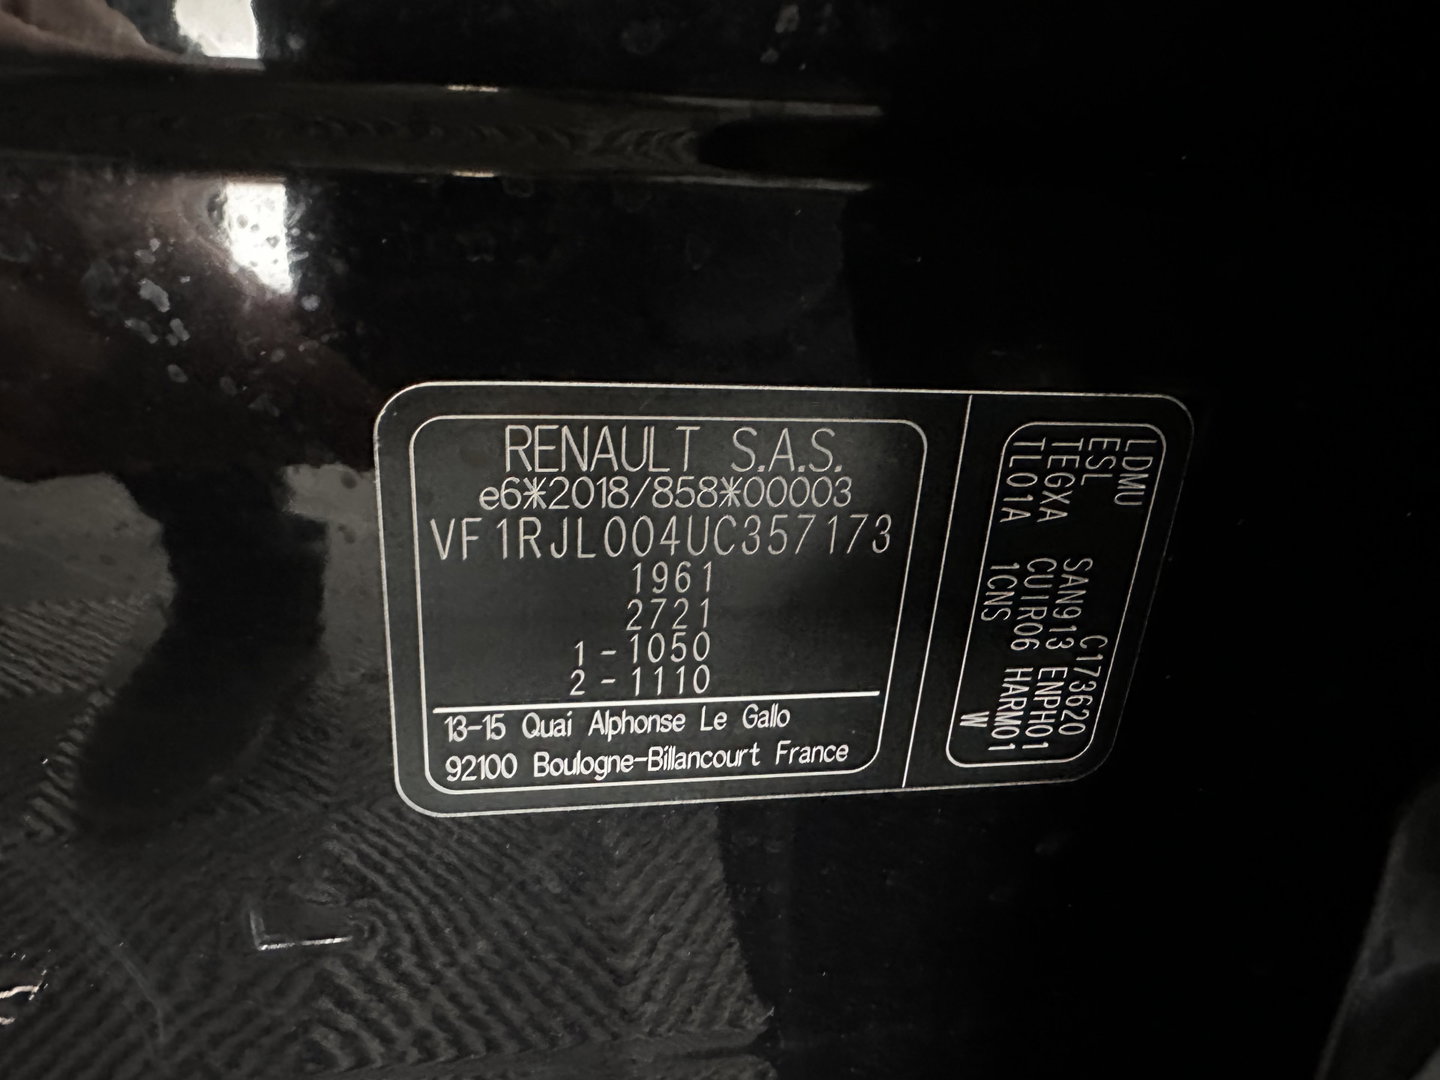 RENAULT S.A.S.
e6*2018/858*00003
VF1RJL004UC357173
1961
2721
1-1050
2-1110
13-15 Quai Alphonse Le Gallo
92100 Boulogne-Billancourt France
LDMU C173620
ESL SAN913 ENPH01
TEGXA CUIR06 HARM01
TL01A 1CNS W